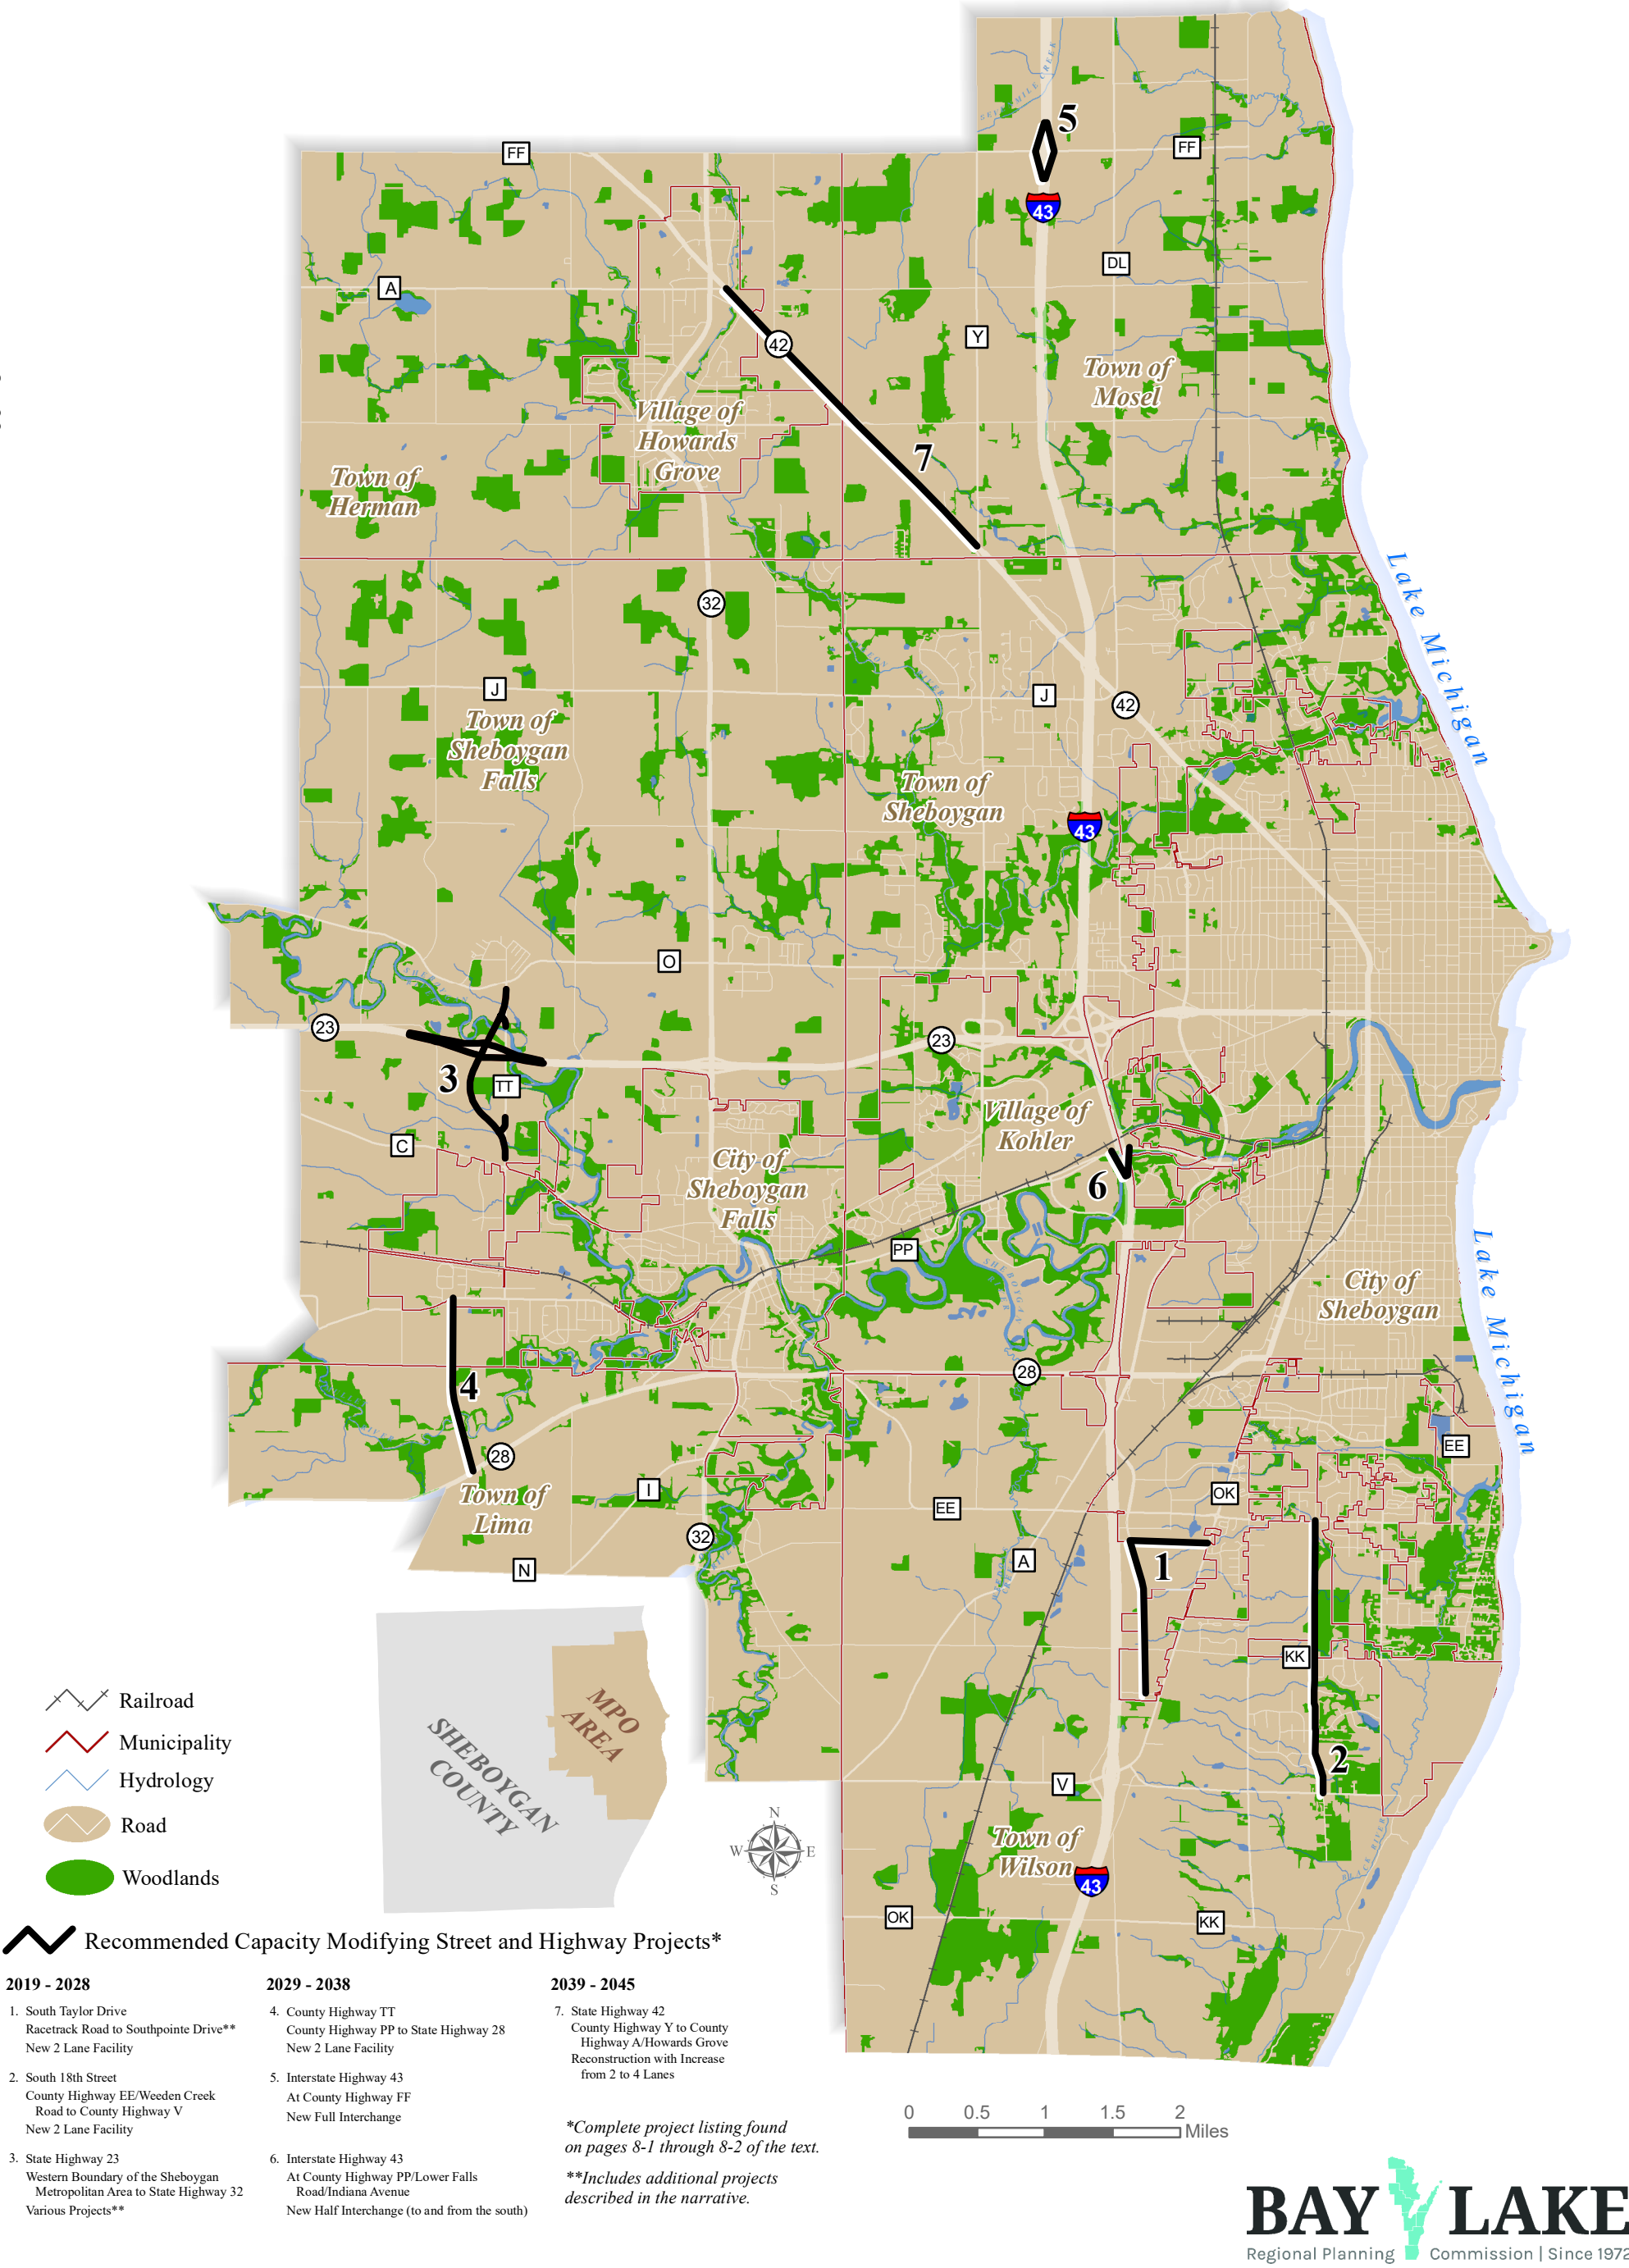 5
FF
FF
43
DL
A
42
Y
Town of
Mosel
Village of
Howards
Grove
7
Town of
Herman
Lake Michigan
32
J
J
42
Town of
Sheboygan
Falls
Town of
Sheboygan
43
O
23
23
3
TT
C
Village of
Kohler
City of
Sheboygan
Falls
6
PP
Lake Michigan
City of
Sheboygan
28
4
28
EE
Town of
Lima
I
EE
OK
32
A
N
1
KK
2
V
Town of
Wilson
43
OK
KK
Railroad
Municipality
Hydrology
Road
Woodlands
SHEBOYGAN
COUNTY
MPO
AREA
N
W
E
S
Recommended Capacity Modifying Street and Highway Projects*
2019 - 2028
1. South Taylor Drive
Racetrack Road to Southpointe Drive**
New 2 Lane Facility
2. South 18th Street
County Highway EE/Weeden Creek
Road to County Highway V
New 2 Lane Facility
3. State Highway 23
Western Boundary of the Sheboygan
Metropolitan Area to State Highway 32
Various Projects**
2029 - 2038
4. County Highway TT
County Highway PP to State Highway 28
New 2 Lane Facility
5. Interstate Highway 43
At County Highway FF
New Full Interchange
6. Interstate Highway 43
At County Highway PP/Lower Falls
Road/Indiana Avenue
New Half Interchange (to and from the south)
2039 - 2045
7. State Highway 42
County Highway Y to County
Highway A/Howards Grove
Reconstruction with Increase
from 2 to 4 Lanes
*Complete project listing found
on pages 8-1 through 8-2 of the text.
**Includes additional projects
described in the narrative.
0 0.5 1 1.5 2
Miles
BAY LAKE
Regional Planning Commission | Since 1972